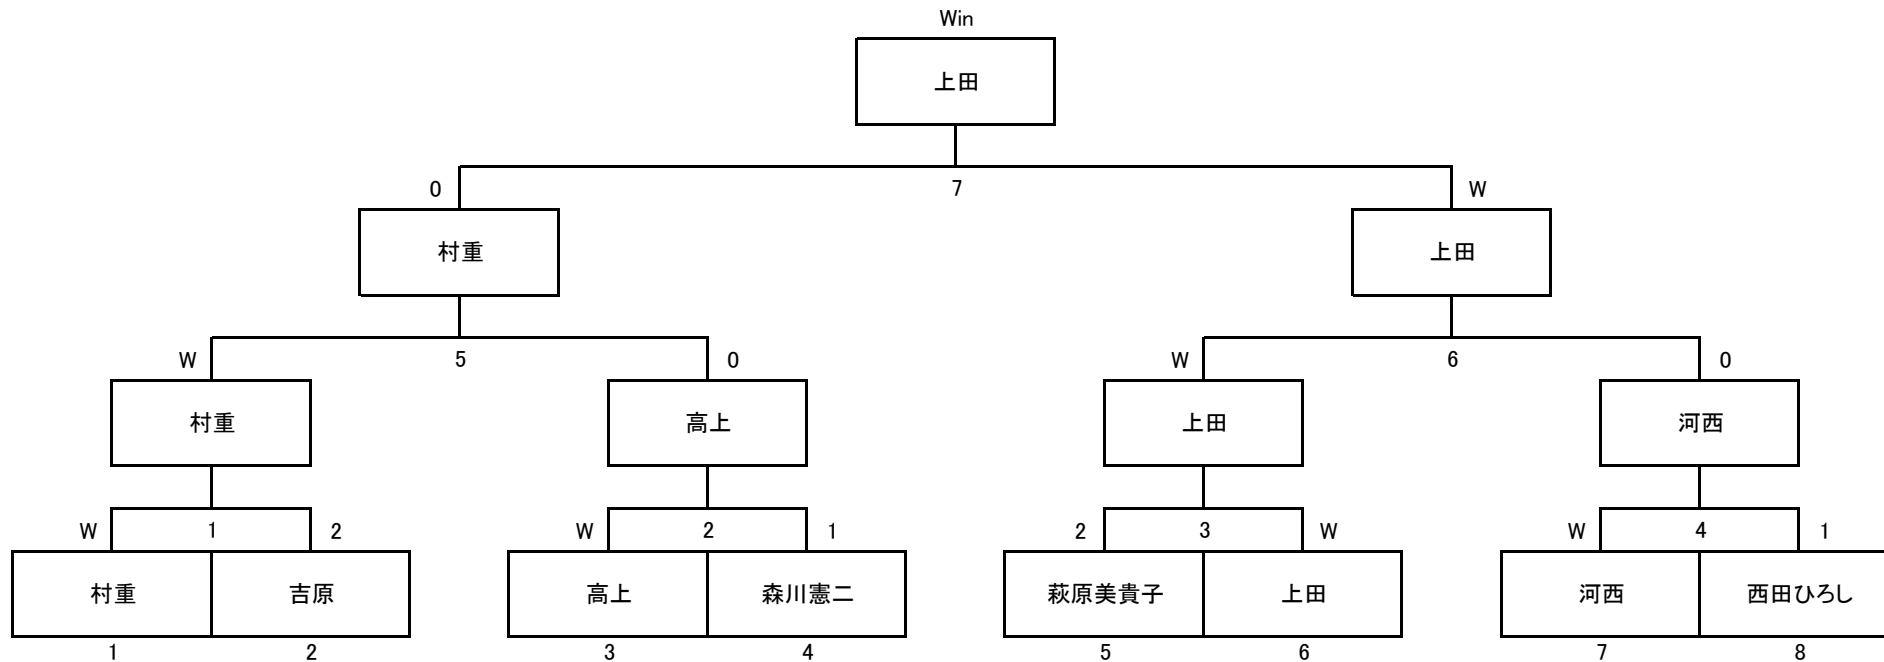 Win
上田
0 7 W
村重 上田
W 5 0 W 6 0
村重 高上 上田 河西
W 1 2 W 2 1 2 3 W W 4 1
村重 吉原 高上 森川憲二 萩原美貴子 上田 河西 西田ひろし
1 2 3 4 5 6 7 8